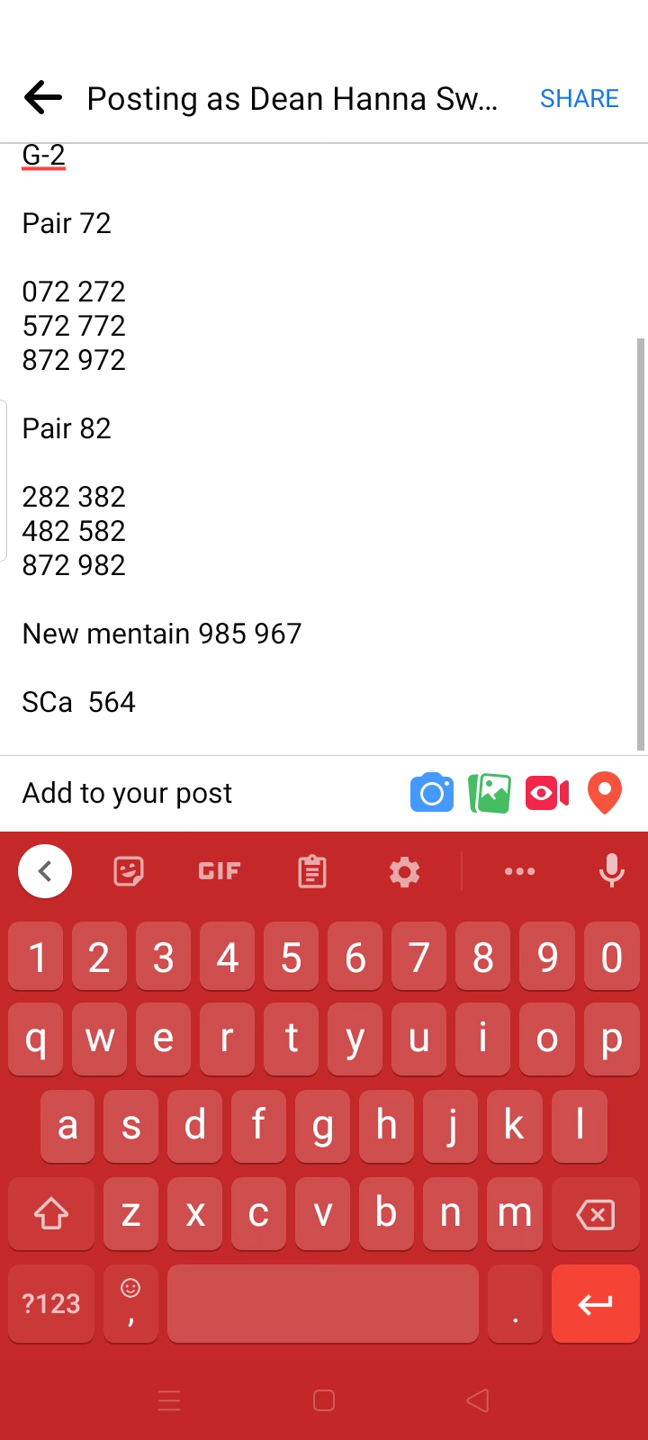 Posting as Dean Hanna Sw...
SHARE
G-2
Pair 72
072 272
572 772
872 972
Pair 82
282 382
482 582
872 982
New mentain 985 967
SCa  564
Add to your post
GIF
1 2 3 4 5 6 7 8 9 0
q w e r t y u i o p
a s d f g h j k l
z x c v b n m
?123 , .